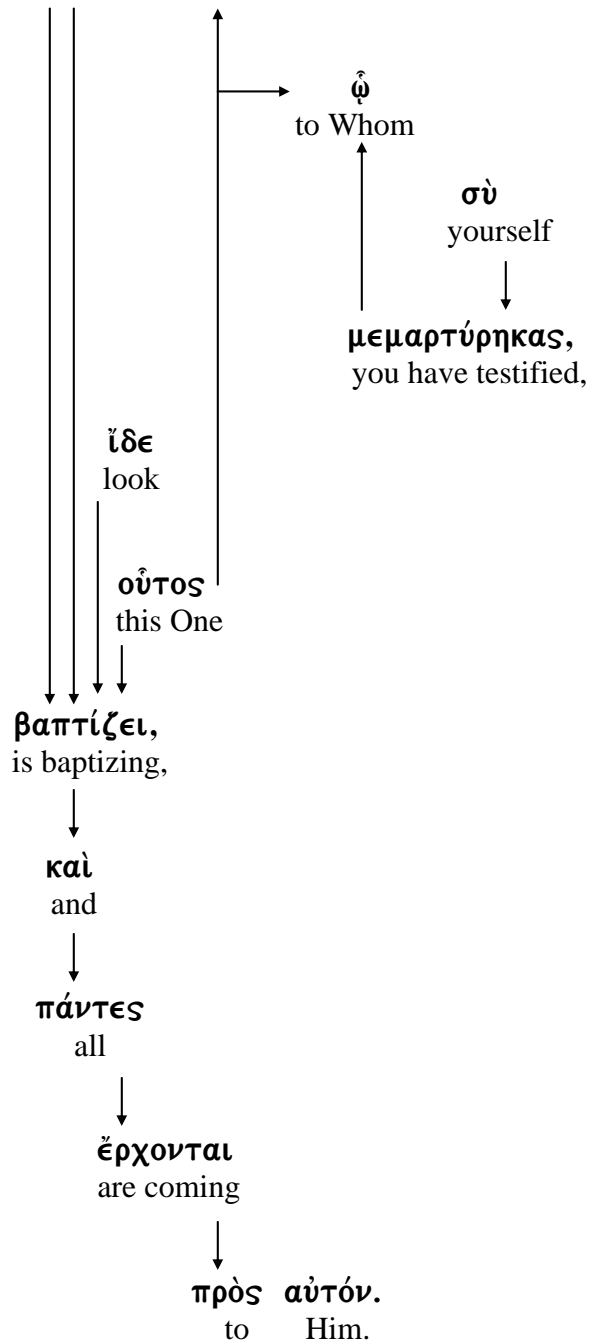 ᾧ
to Whom
σὺ
yourself
μεμαρτύρηκας,
you have testified,
ἴδε
look
οὗτος
this One
βαπτίζει,
is baptizing,
καὶ
and
πάντες
all
ἔρχονται
are coming
πρὸς αὐτόν.
to Him.